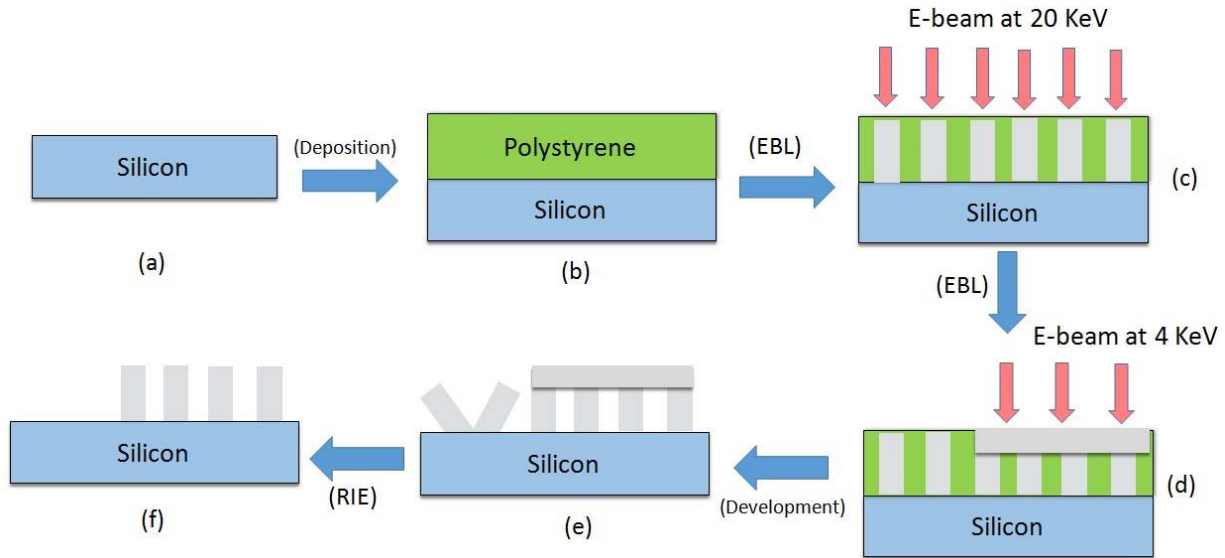 E-beam at 20 KeV
Silicon
(Deposition)
Polystyrene
Silicon
(EBL)
Silicon
(a)
(b)
(c)
(EBL)
E-beam at 4 KeV
Silicon
(f)
(RIE)
Silicon
(e)
(Development)
Silicon
(d)